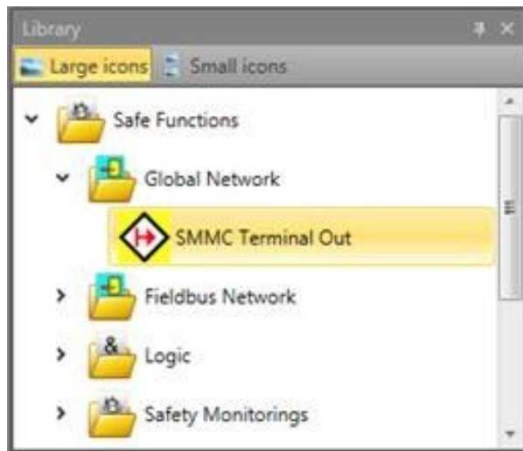 Library
Large icons Small icons
Safe Functions
Global Network
SMMC Terminal Out
Fieldbus Network
& Logic
Safety Monitorings